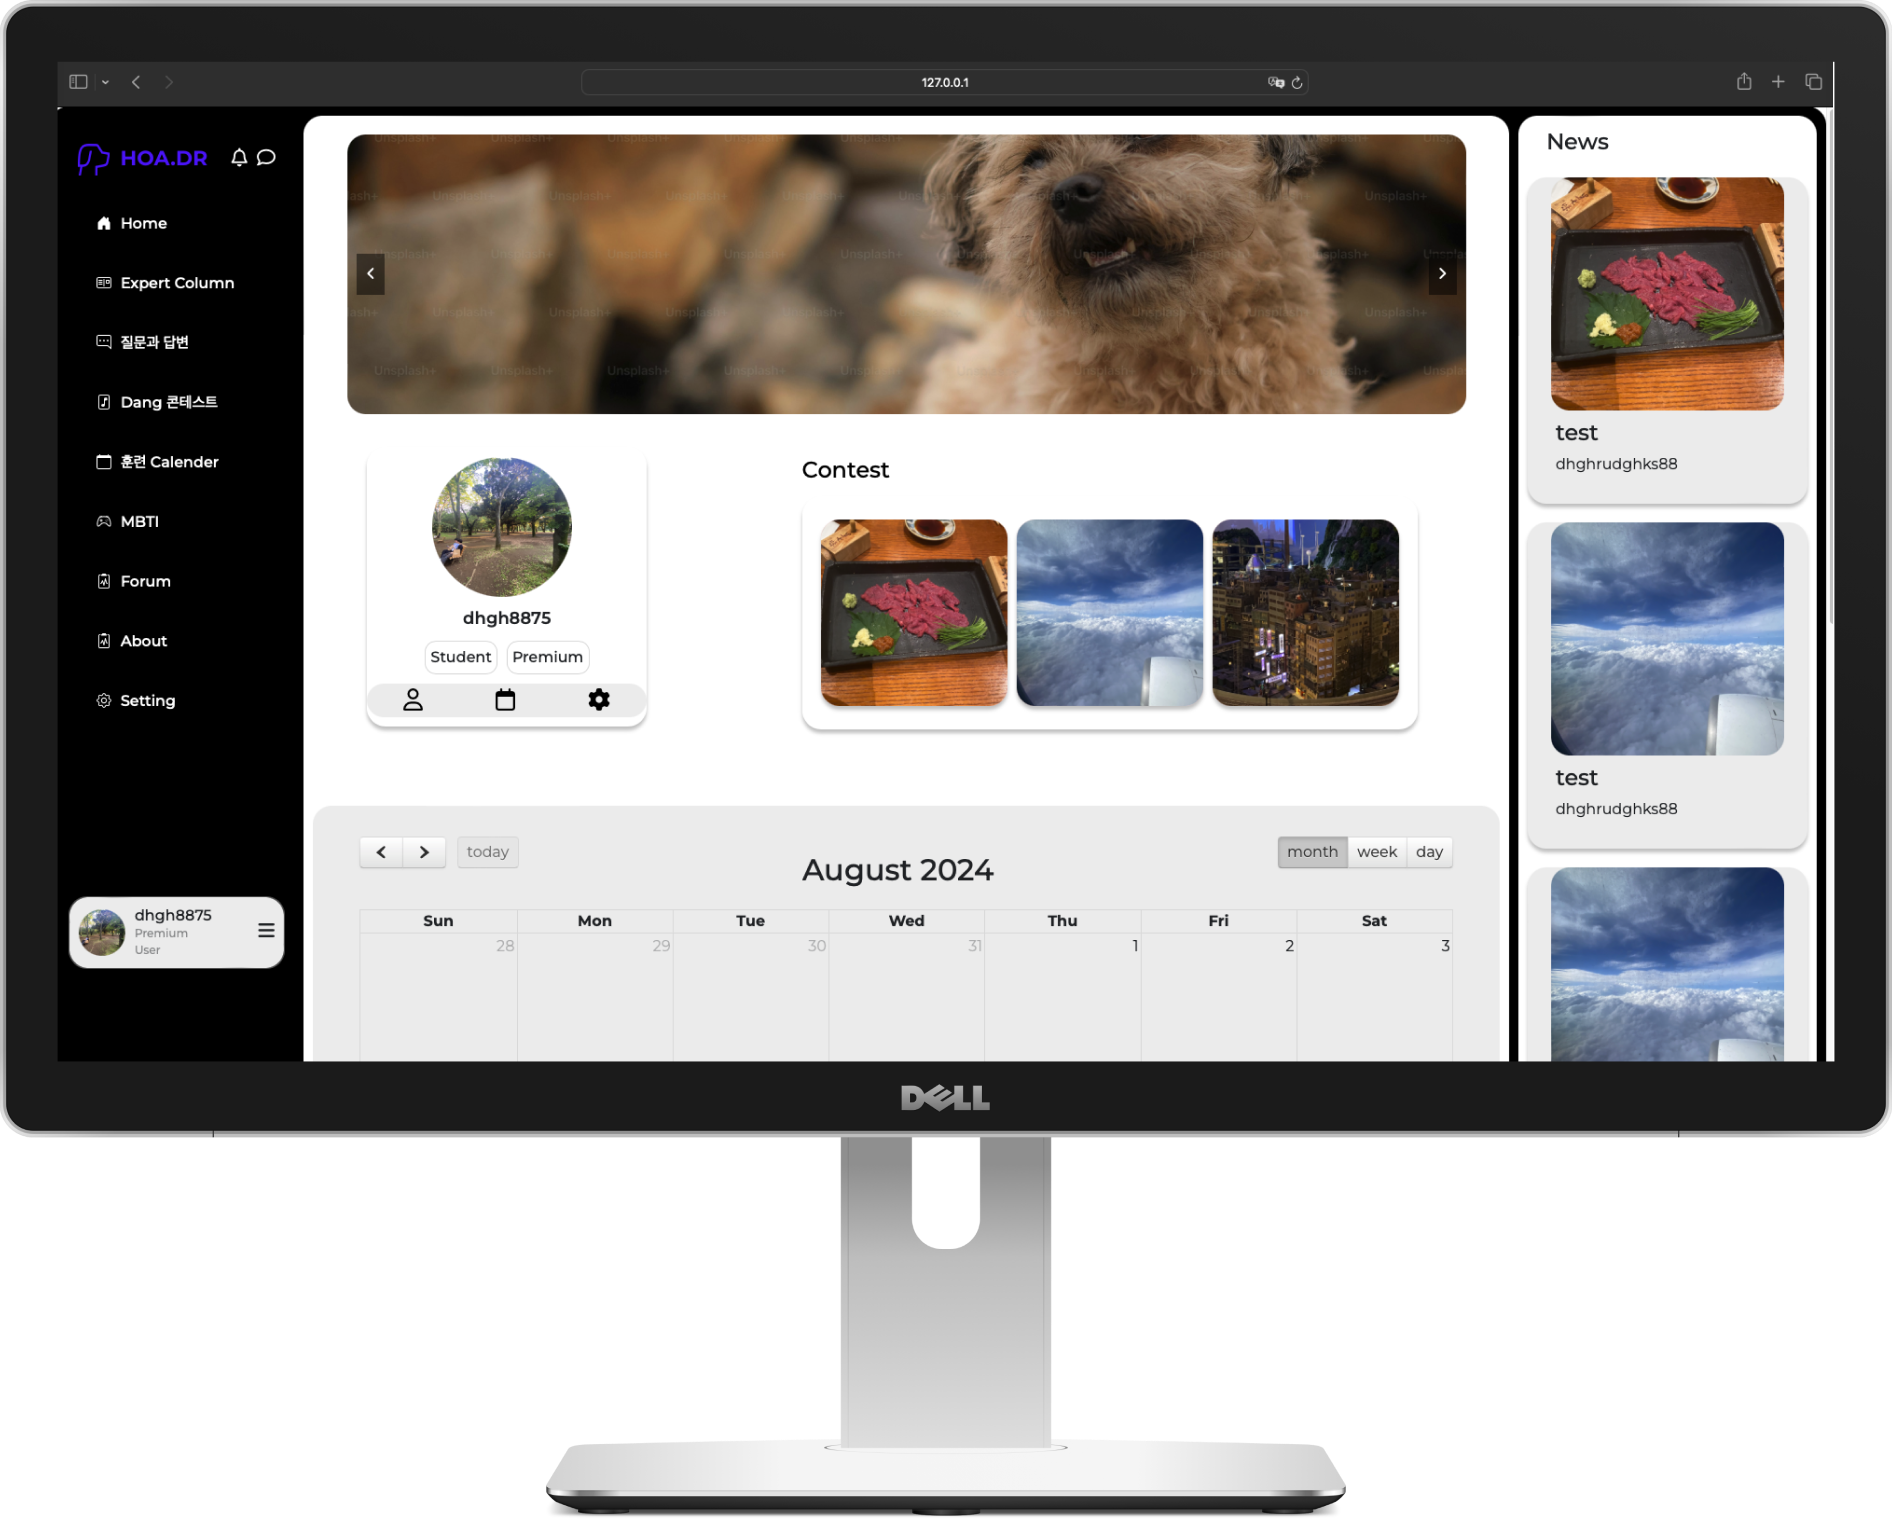 127.0.0.1
HOA.DR
Home
Expert Column
질문과 답변
Dang 콘테스트
훈련 Calender
MBTI
Forum
About
Setting
dhgh8875
Premium
User
Unsplash+
dhgh8875
Student Premium
Contest
today
August 2024
month week day
Sun Mon Tue Wed Thu Fri Sat
28 29 30 31 1 2 3
News
test
dhghrudghks88
test
dhghrudghks88
DELL